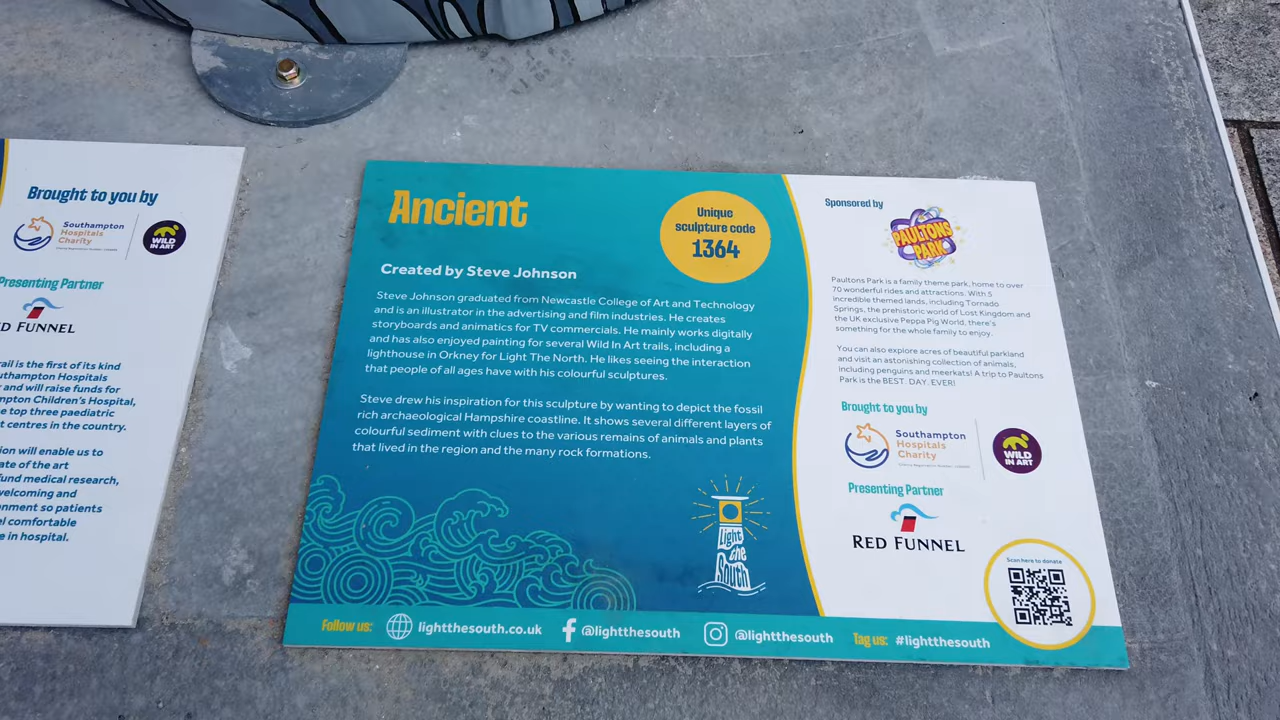 Brought to you by
Southampton
Hospitals
Charity
WILD
IN ART
Presenting Partner
RED FUNNEL
rail is the first of its kind
Southampton Hospitals
and will raise funds for
Southampton Children's Hospital,
top three paediatric
centres in the country.
ion will enable us to
ate of the art
fund medical research,
welcoming and
onment so patients
el comfortable
e in hospital.
Ancient
Unique
sculpture code
1364
Created by Steve Johnson
Steve Johnson graduated from Newcastle College of Art and Technology
and is an illustrator in the advertising and film industries. He creates
storyboards and animatics for TV commercials. He mainly works digitally
and has also enjoyed painting for several Wild In Art trails, including a
lighthouse in Orkney for Light The North. He likes seeing the interaction
that people of all ages have with his colourful sculptures.
Steve drew his inspiration for this sculpture by wanting to depict the fossil
rich archaeological Hampshire coastline. It shows several different layers of
colourful sediment with clues to the various remains of animals and plants
that lived in the region and the many rock formations.
Light
the
South
Follow us: lightthesouth.co.uk @lightthesouth @lightthesouth Tag us: #lightthesouth
Sponsored by
PAULTONS
PARK
Paultons Park is a family theme park, home to over
70 wonderful rides and attractions. With 5
incredible themed lands, including Tornado
Springs, the prehistoric world of Lost Kingdom and
the UK exclusive Peppa Pig World, there's
something for the whole family to enjoy.
You can also explore acres of beautiful parkland
and visit an astonishing collection of animals,
including penguins and meerkats! A trip to Paultons
Park is the BEST. DAY. EVER!
Brought to you by
Southampton
Hospitals
Charity
WILD
IN ART
Presenting Partner
RED FUNNEL
Scan here to donate